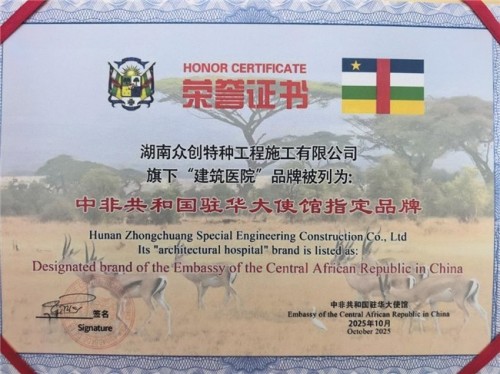 HONOR CERTIFICATE
荣誉证书
湖南众创特种工程施工有限公司
旗下“建筑医院”品牌被列为:
中非共和国驻华大使馆指定品牌
Hunan Zhongchuang Special Engineering Construction Co., Ltd
Its "architectural hospital" brand is listed as:
Designated brand of the Embassy of the Central African Republic in China
签名
Signature
中非共和国驻华大使馆
Embassy of the Central African Republic in China
2025年10月
October 2025